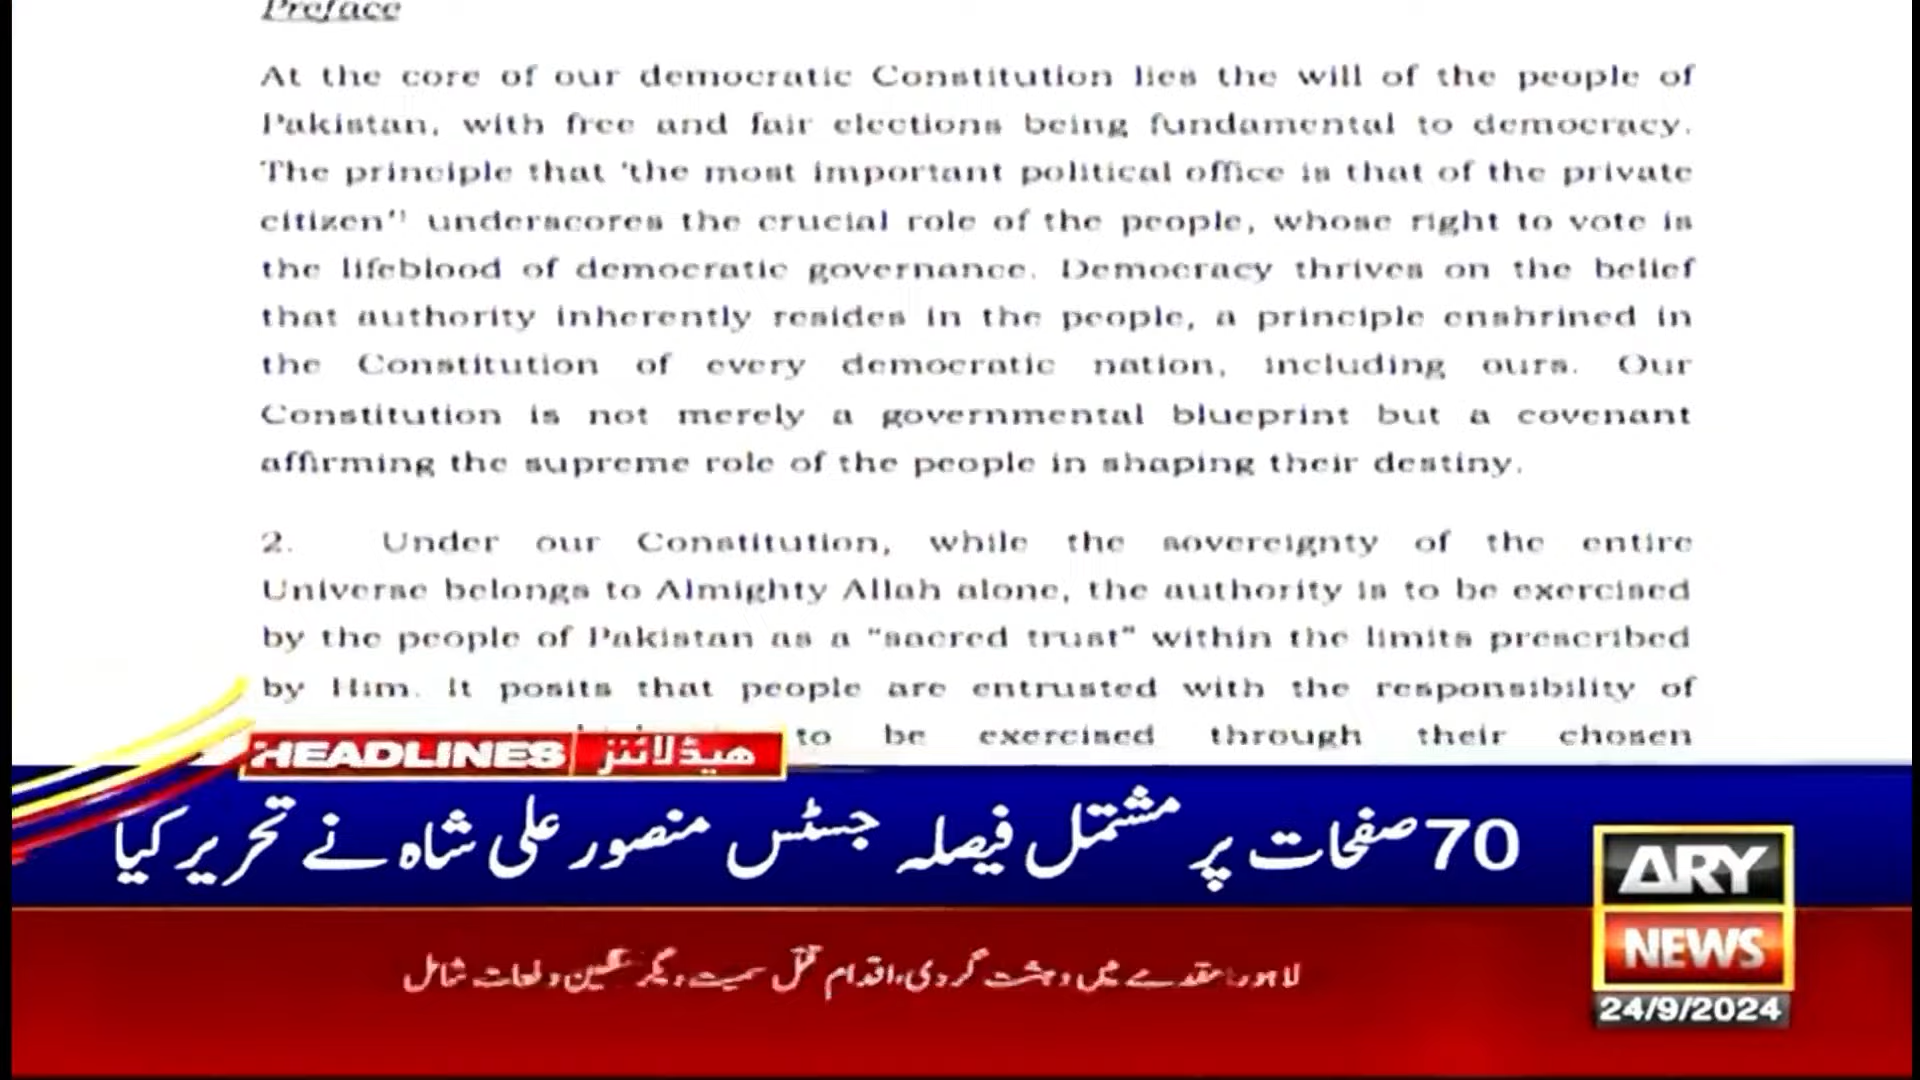 Preface
At the core of our democratic Constitution lies the will of the people of
Pakistan, with free and fair elections being fundamental to democracy.
The principle that 'the most important political office is that of the private
citizen'¹ underscores the crucial role of the people, whose right to vote is
the lifeblood of democratic governance. Democracy thrives on the belief
that authority inherently resides in the people, a principle enshrined in
the Constitution of every democratic nation, including ours. Our
Constitution is not merely a governmental blueprint but a covenant
affirming the supreme role of the people in shaping their destiny.
2. Under our Constitution, while the sovereignty of the entire
Universe belongs to Almighty Allah alone, the authority is to be exercised
by the people of Pakistan as a "sacred trust" within the limits prescribed
by Him. It posits that people are entrusted with the responsibility of
to be exercised through their chosen
HEADLINES ہیڈلائنز
70 صفحات پر مشتمل فیصلہ جسٹس منصور علی شاہ نے تحریر کیا
ARY
NEWS
لاہور: مقدمے میں دہشت گردی، اقدام قتل سمیت دیگر سنگین دفعات شامل
24/9/2024